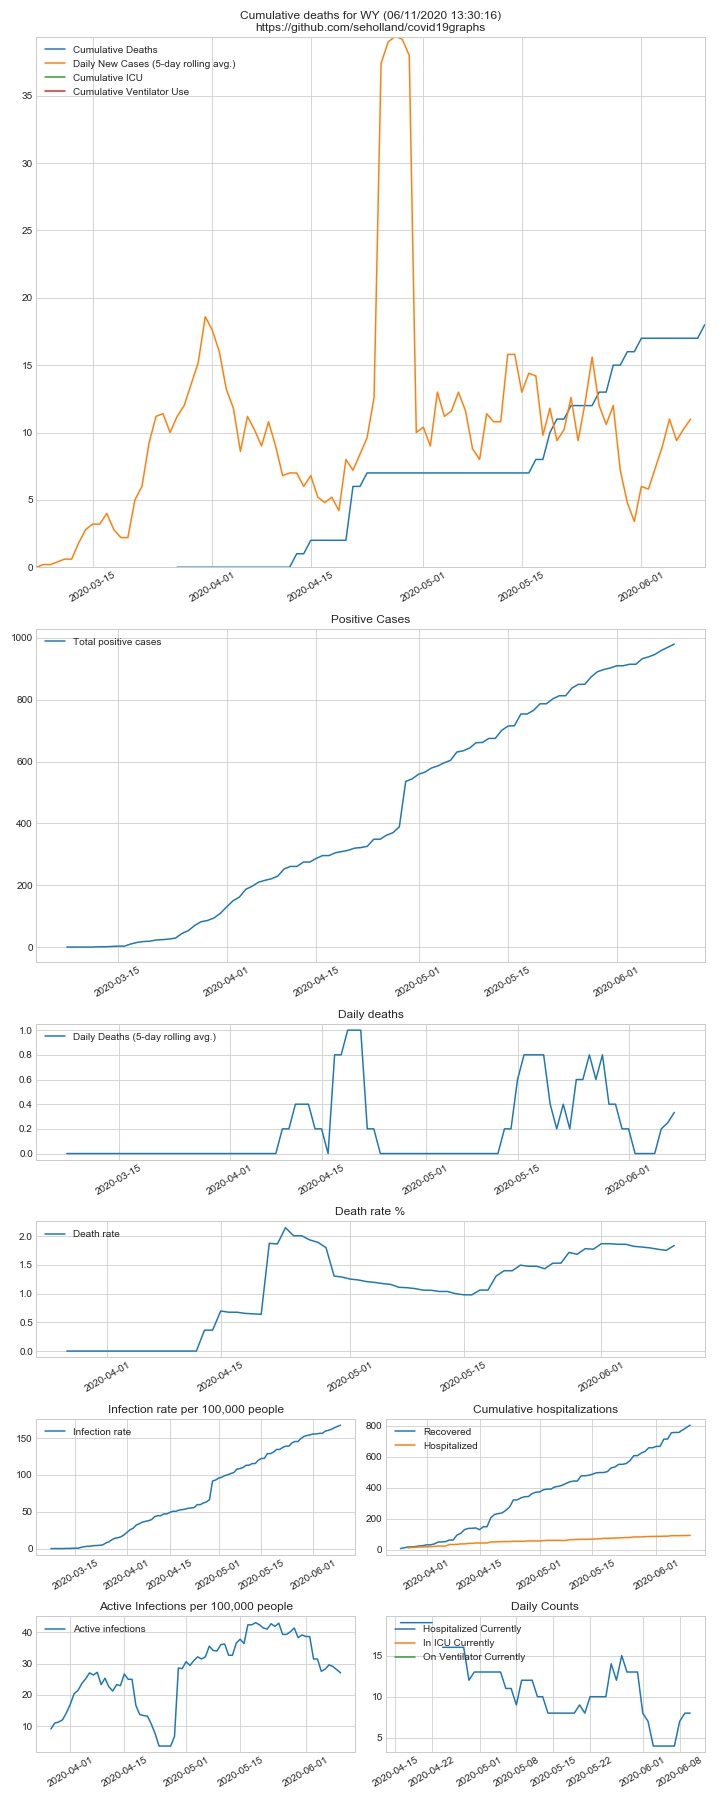 Cumulative deaths for WY (06/11/2020 13:30:16)
https://github.com/seholland/covid19graphs
Cumulative Deaths
Daily New Cases (5-day rolling avg.)
Cumulative ICU
Cumulative Ventilator Use
35
30
25
20
15
10
5
0
2020-03-15 2020-04-01 2020-04-15 2020-05-01 2020-05-15 2020-06-01
Positive Cases
Total positive cases
1000
800
600
400
200
0
2020-03-15 2020-04-01 2020-04-15 2020-05-01 2020-05-15 2020-06-01
Daily deaths
Daily Deaths (5-day rolling avg.)
1.0
0.8
0.6
0.4
0.2
0.0
2020-03-15 2020-04-01 2020-04-15 2020-05-01 2020-05-15 2020-06-01
Death rate %
Death rate
2.0
1.5
1.0
0.5
0.0
2020-04-01 2020-04-15 2020-05-01 2020-05-15 2020-06-01
Infection rate per 100,000 people
Infection rate
150
100
50
0
2020-03-15 2020-04-01 2020-04-15 2020-05-01 2020-05-15 2020-06-01
Cumulative hospitalizations
Recovered
Hospitalized
800
600
400
200
0
2020-04-01 2020-04-15 2020-05-01 2020-05-15 2020-06-01
Active Infections per 100,000 people
Active infections
40
30
20
10
2020-04-01 2020-04-15 2020-05-01 2020-05-15 2020-06-01
Daily Counts
Hospitalized Currently
In ICU Currently
On Ventilator Currently
15
10
5
2020-04-15 2020-04-22 2020-05-01 2020-05-08 2020-05-15 2020-05-22 2020-06-01 2020-06-08